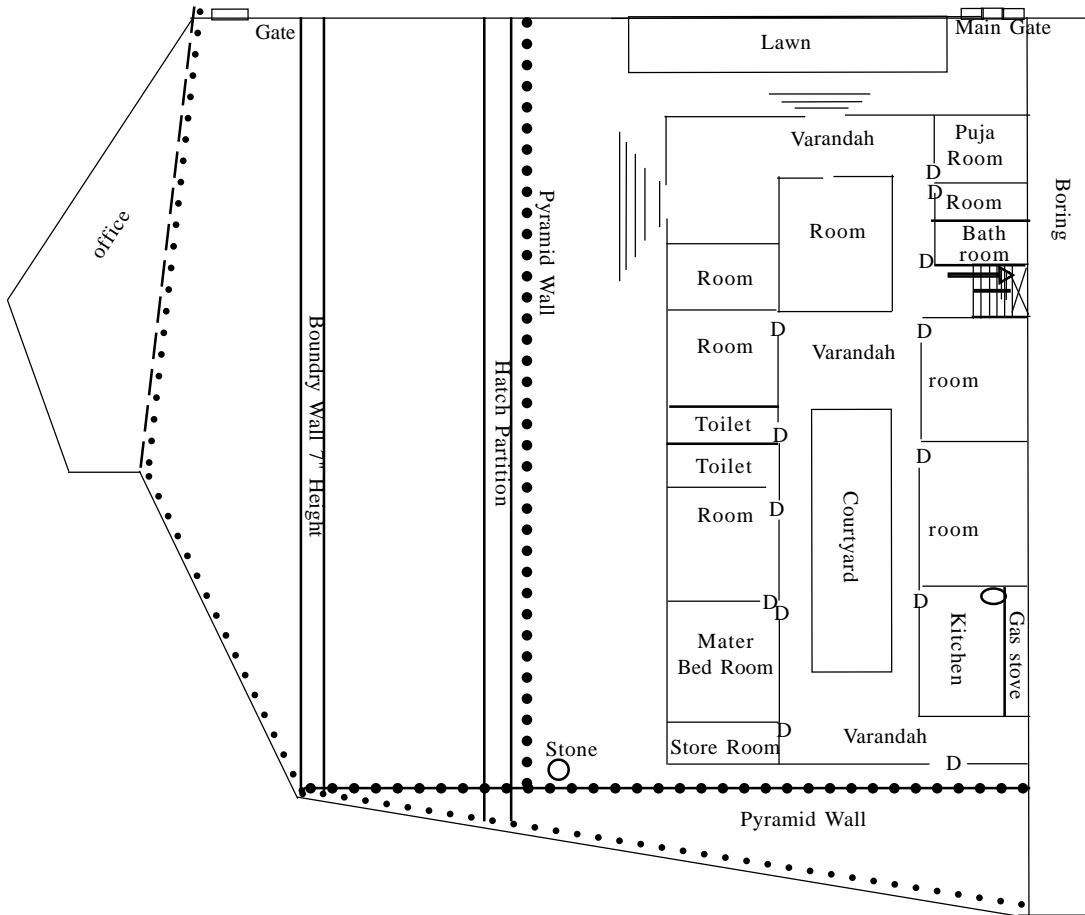 Gate
Lawn
Main Gate
Varandah
Puja
Room
D
D
Room
Bath
room
D
Boring
office
Pyramid Wall
Room
Room
Boundry Wall 7" Height
Hatch Partition
Room
D
Varandah
D
room
Toilet
D
Toilet
D
Room
D
Courtyard
room
D
D
D
Mater
Bed Room
Kitchen
Gas stove
Store Room
D
Varandah
D
Stone
Pyramid Wall